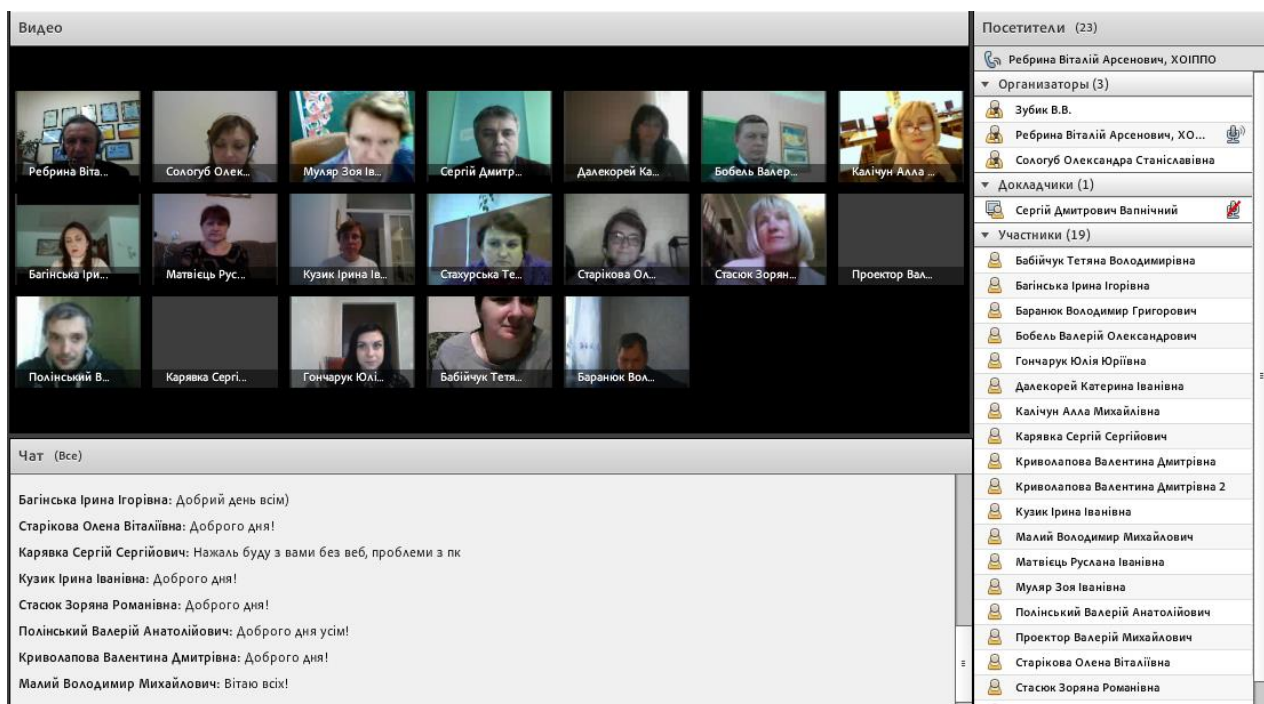 Видео
Ребрина Віта...
Сологуб Олек...
Муляр Зоя Ів...
Сергій Дмитр...
Далекорей Ка...
Бобель Валер...
Калічун Алла ...
Багінська Іри...
Матвієць Рус...
Кузик Ірина Ів...
Стахурська Те...
Старікова Ол...
Стасюк Зорян...
Проектор Вал...
Полінський В...
Карявка Сергі...
Гончарук Юлі...
Бабійчук Тетя...
Баранюк Вол...
Чат (Все)
Багінська Ірина Ігорівна: Добрий день всім)
Старікова Олена Віталіївна: Доброго дня!
Карявка Сергій Сергійович: Нажаль буду з вами без веб, проблеми з пк
Кузик Ірина Іванівна: Доброго дня!
Стасюк Зоряна Романівна: Доброго дня!
Полінський Валерій Анатолійович: Доброго дня усім!
Криволапова Валентина Дмитрівна: Доброго дня!
Малий Володимир Михайлович: Вітаю всіх!
Посетители (23)
Ребрина Віталій Арсенович, ХОІППО
Организаторы (3)
Зубик В.В.
Ребрина Віталій Арсенович, ХО...
Сологуб Олександра Станіславівна
Докладчики (1)
Сергій Дмитрович Вапнічний
Участники (19)
Бабійчук Тетяна Володимирівна
Багінська Ірина Ігорівна
Баранюк Володимир Григорович
Бобель Валерій Олександрович
Гончарук Юлія Юріївна
Далекорей Катерина Іванівна
Калічун Алла Михайлівна
Карявка Сергій Сергійович
Криволапова Валентина Дмитрівна
Криволапова Валентина Дмитрівна 2
Кузик Ірина Іванівна
Малий Володимир Михайлович
Матвієць Руслана Іванівна
Муляр Зоя Іванівна
Полінський Валерій Анатолійович
Проектор Валерій Михайлович
Старікова Олена Віталіївна
Стасюк Зоряна Романівна